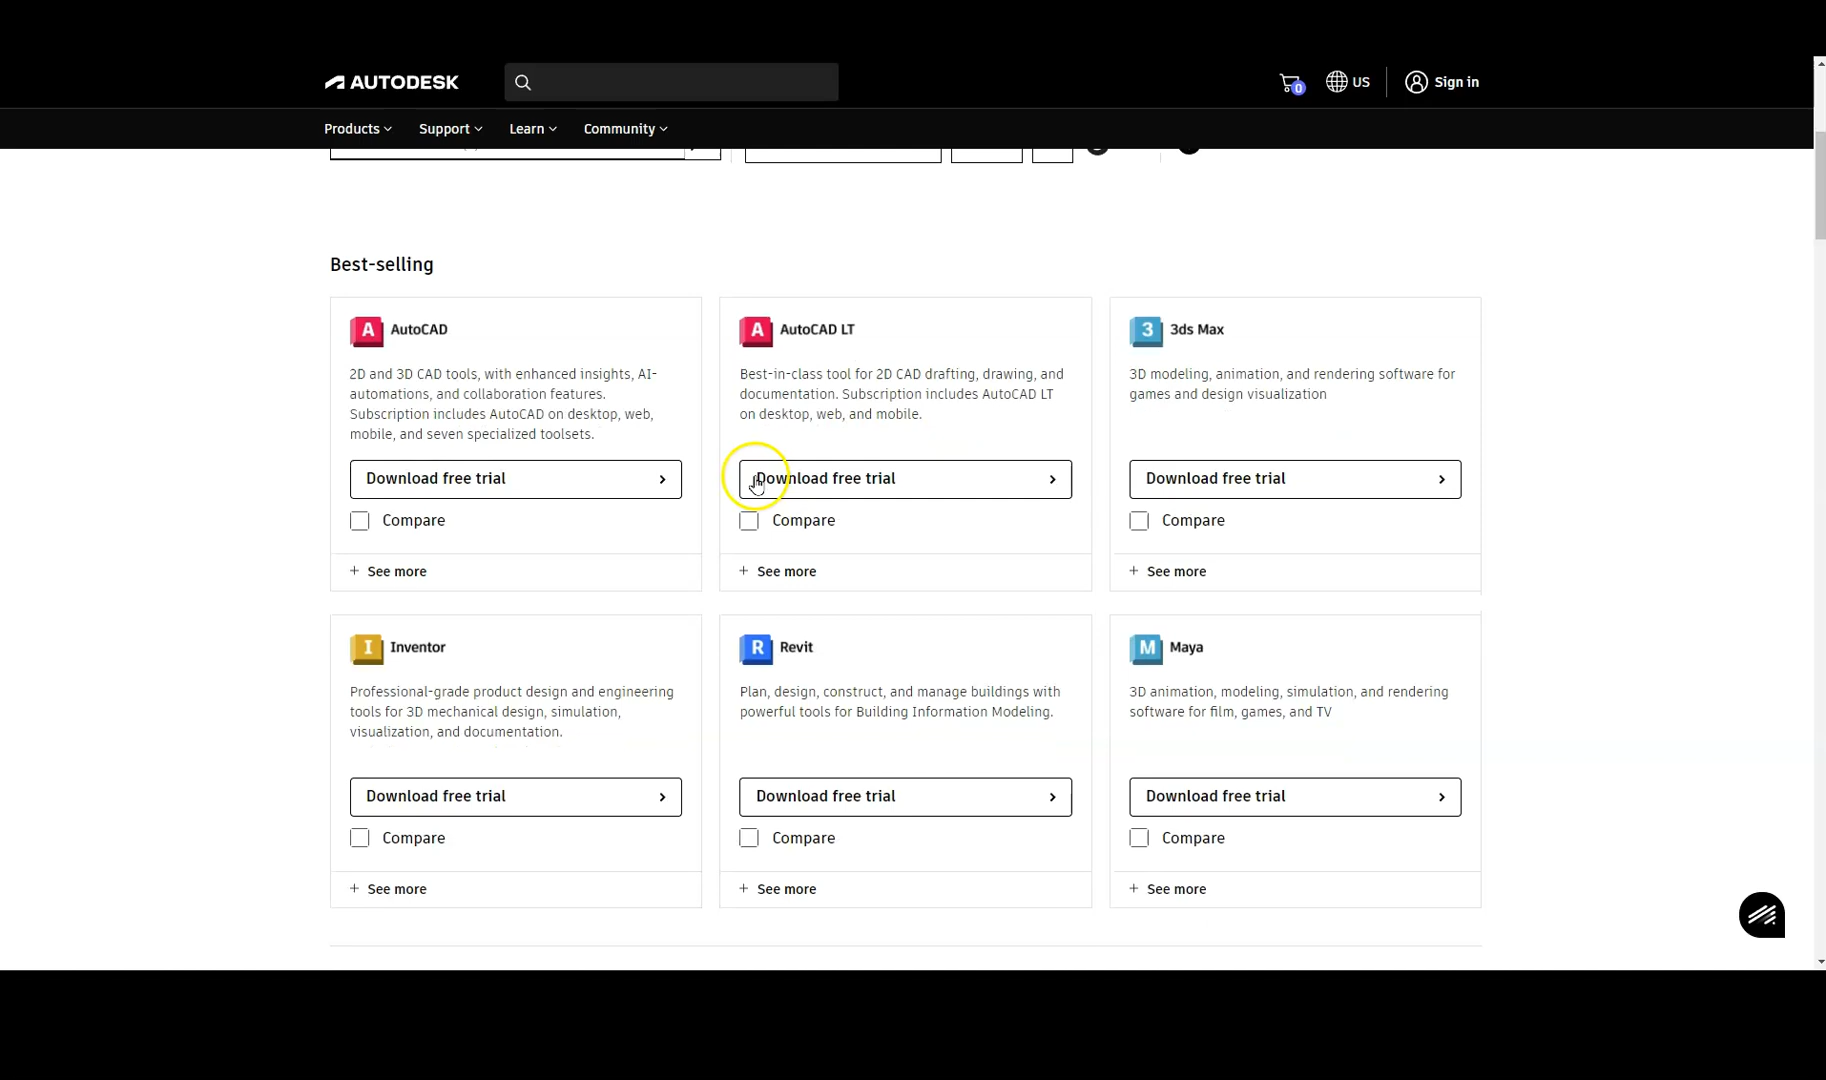 AUTODESK
0
US
Sign in
Products
Support
Learn
Community
Best-selling
A AutoCAD
2D and 3D CAD tools, with enhanced insights, AI-
automations, and collaboration features.
Subscription includes AutoCAD on desktop, web,
mobile, and seven specialized toolsets.
Download free trial
Compare
+ See more
A AutoCAD LT
Best-in-class tool for 2D CAD drafting, drawing, and
documentation. Subscription includes AutoCAD LT
on desktop, web, and mobile.
Download free trial
Compare
+ See more
3 3ds Max
3D modeling, animation, and rendering software for
games and design visualization
Download free trial
Compare
+ See more
I Inventor
Professional-grade product design and engineering
tools for 3D mechanical design, simulation,
visualization, and documentation.
Download free trial
Compare
+ See more
R Revit
Plan, design, construct, and manage buildings with
powerful tools for Building Information Modeling.
Download free trial
Compare
+ See more
M Maya
3D animation, modeling, simulation, and rendering
software for film, games, and TV
Download free trial
Compare
+ See more